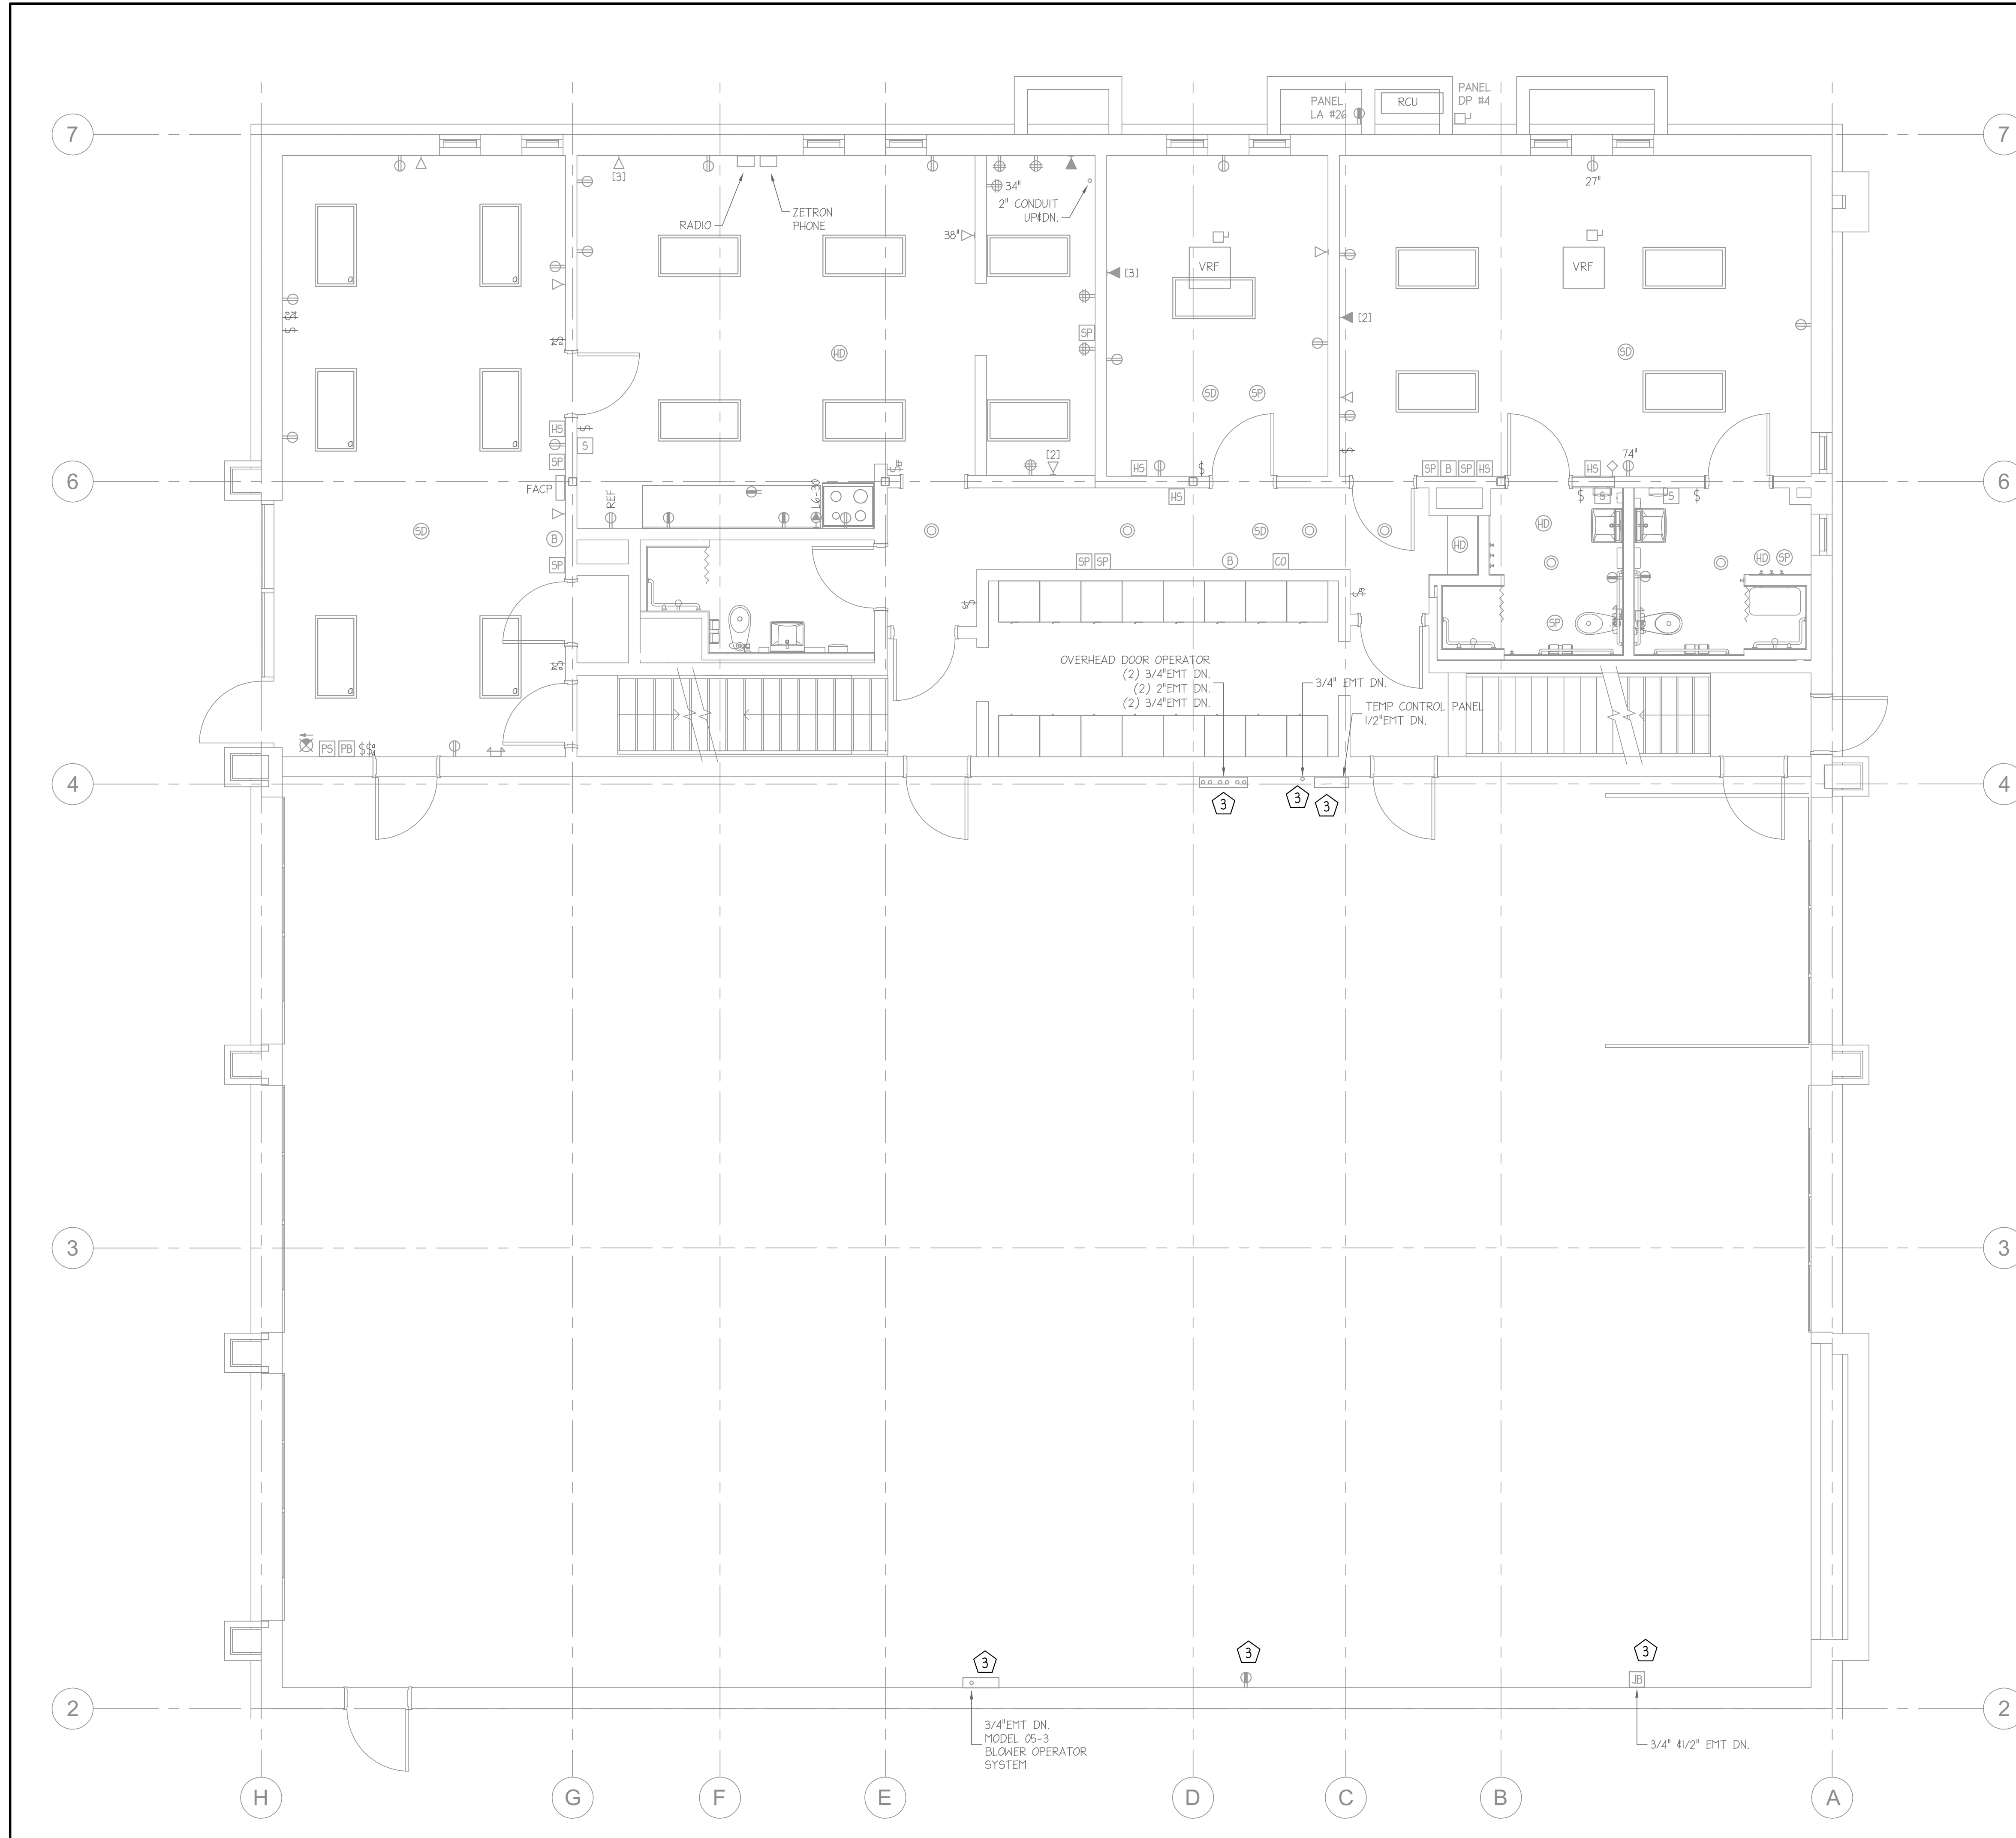 PANEL
DP #4
PANEL
LA #26
RCU
7
7
[3]
27"
34"
2" CONDUIT
UP&DN.
ZETRON
PHONE
RADIO
38"
VRF
VRF
[3]
a
a
[2]
HD
SD
SP
SD
SP
HS
S
a
a
SP
[2]
HS
$
SP
B
SP
HS
HS
74"
6
6
FACP
REF
L6-30
HS
$
S
S
$
SD
B
SP
SD
HD
HD
HD
SP
SP
SP
B
CO
SP
OVERHEAD DOOR OPERATOR
(2) 3/4"EMT DN.
(2) 2"EMT DN.
(2) 3/4"EMT DN.
3/4" EMT DN.
TEMP CONTROL PANEL
1/2"EMT DN.
a
a
PS
PB
$$
4
4
3
3
3
3
3
3
3
3
JB
2
2
3/4"EMT DN.
MODEL 05-3
BLOWER OPERATOR
SYSTEM
3/4" &1/2" EMT DN.
H
G
F
E
D
C
B
A